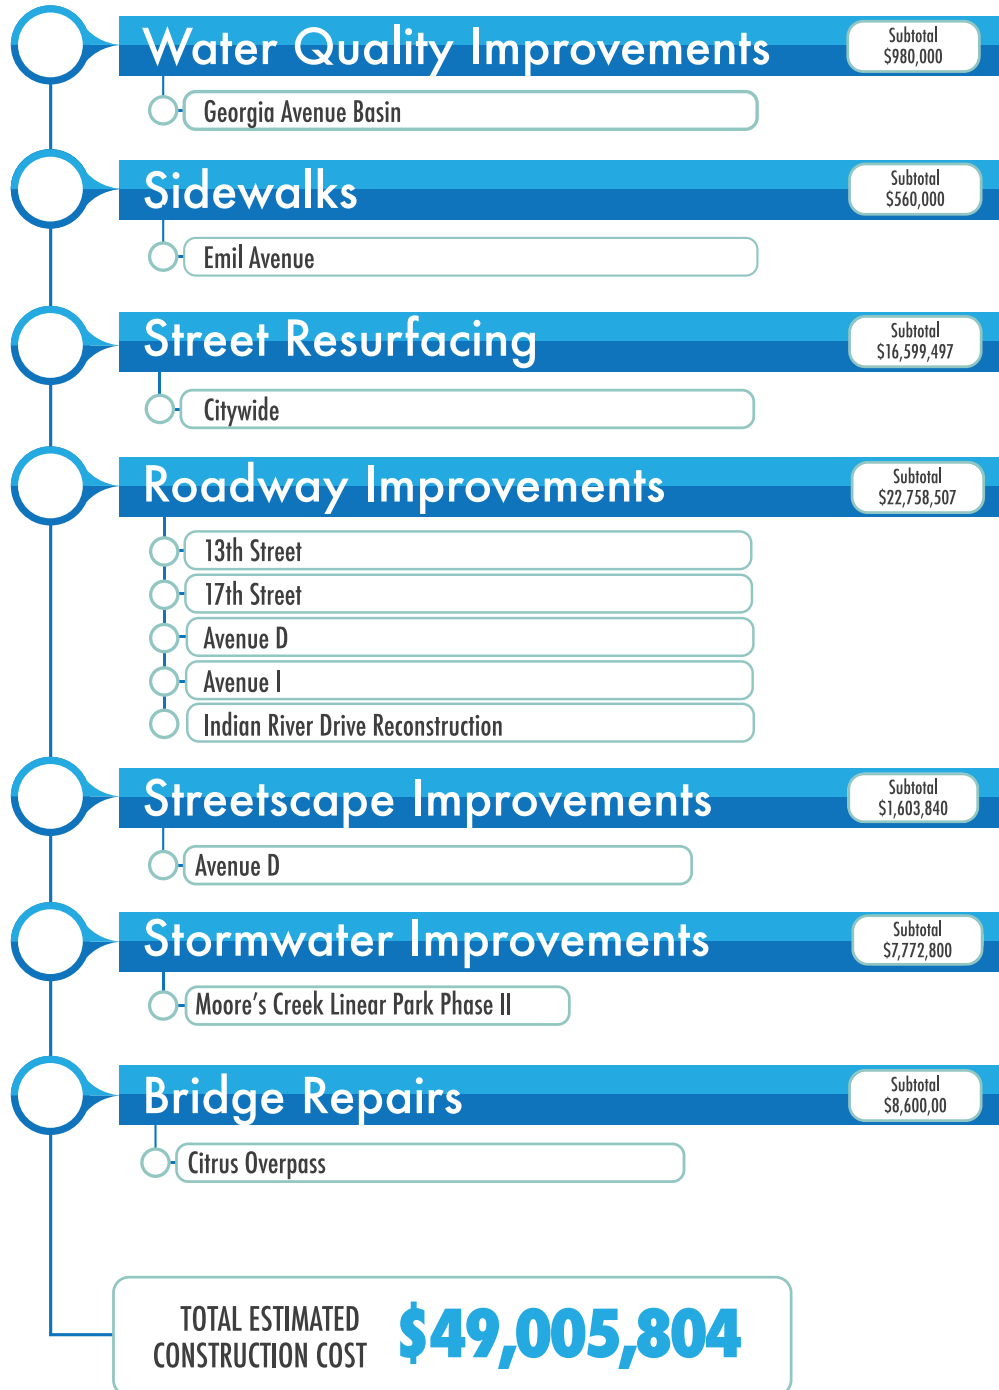 Water Quality Improvements
Subtotal
$980,000
Georgia Avenue Basin
Sidewalks
Subtotal
$560,000
Emil Avenue
Street Resurfacing
Subtotal
$16,599,497
Citywide
Roadway Improvements
Subtotal
$22,758,507
13th Street
17th Street
Avenue D
Avenue I
Indian River Drive Reconstruction
Streetscape Improvements
Subtotal
$1,603,840
Avenue D
Stormwater Improvements
Subtotal
$7,772,800
Moore's Creek Linear Park Phase II
Bridge Repairs
Subtotal
$8,600,00
Citrus Overpass
TOTAL ESTIMATED
CONSTRUCTION COST
$49,005,804